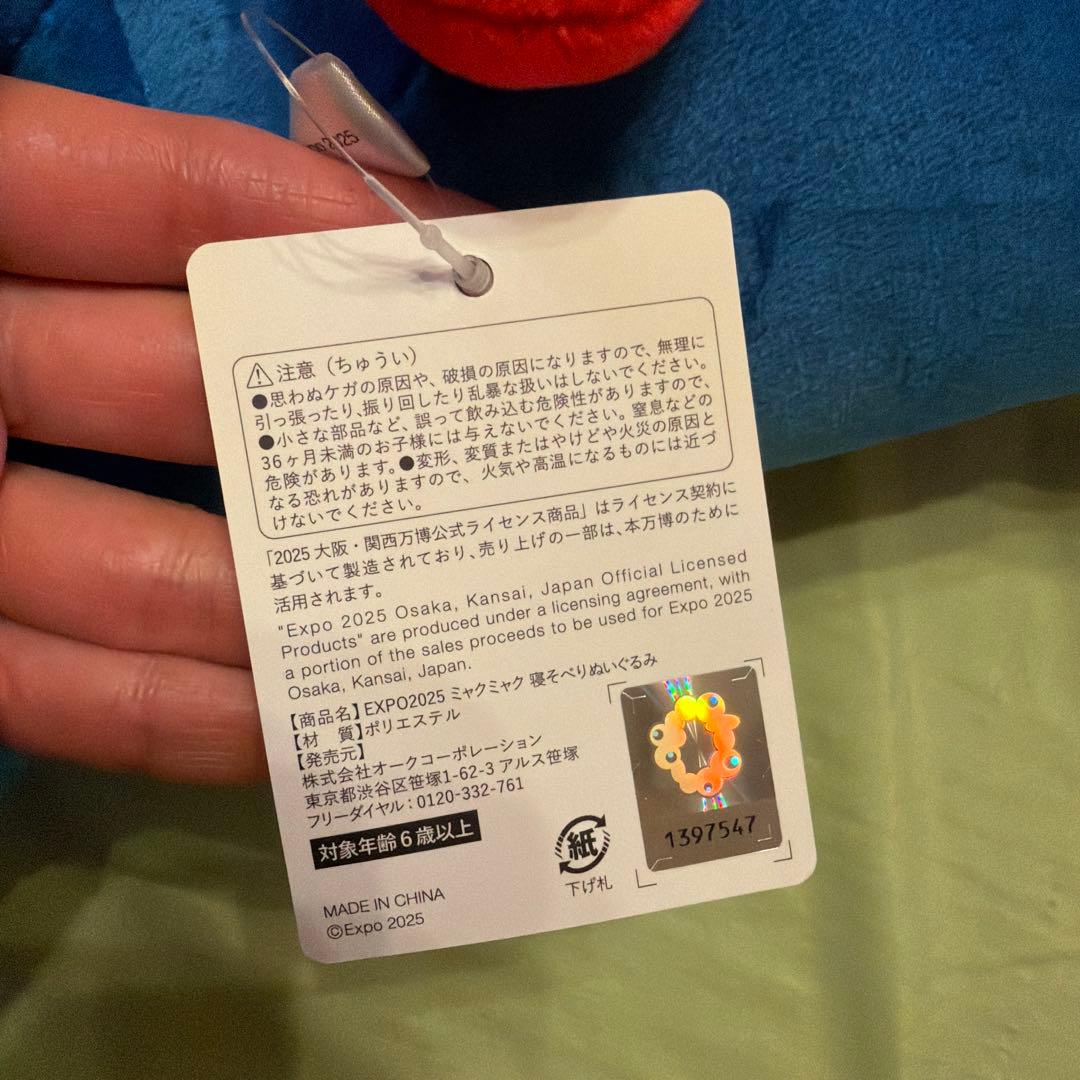 2025
注意（ちゅうい）
●思わぬケガの原因や、破損の原因になりますので、無理に
引っ張ったり、振り回したり乱暴な扱いはしないでください。
●小さな部品など、誤って飲み込む危険性がありますので、
36ヶ月未満のお子様には与えないでください。窒息などの
危険があります。●変形、変質またはやけどや火災の原因と
なる恐れがありますので、火気や高温になるものには近づ
けないでください。
「2025 大阪・関西万博公式ライセンス商品」はライセンス契約に
基づいて製造されており、売り上げの一部は、本万博のために
活用されます。
"Expo 2025 Osaka, Kansai, Japan Official Licensed
Products" are produced under a licensing agreement, with
a portion of the sales proceeds to be used for Expo 2025
Osaka, Kansai, Japan.
【商品名】EXPO2025 ミャクミャク 寝そべりぬいぐるみ
【材　質】ポリエステル
【発売元】
株式会社オークコーポレーション
東京都渋谷区笹塚1-62-3 アルス笹塚
フリーダイヤル：0120-332-761
対象年齢6歳以上
紙
下げ札
1397547
MADE IN CHINA
©Expo 2025